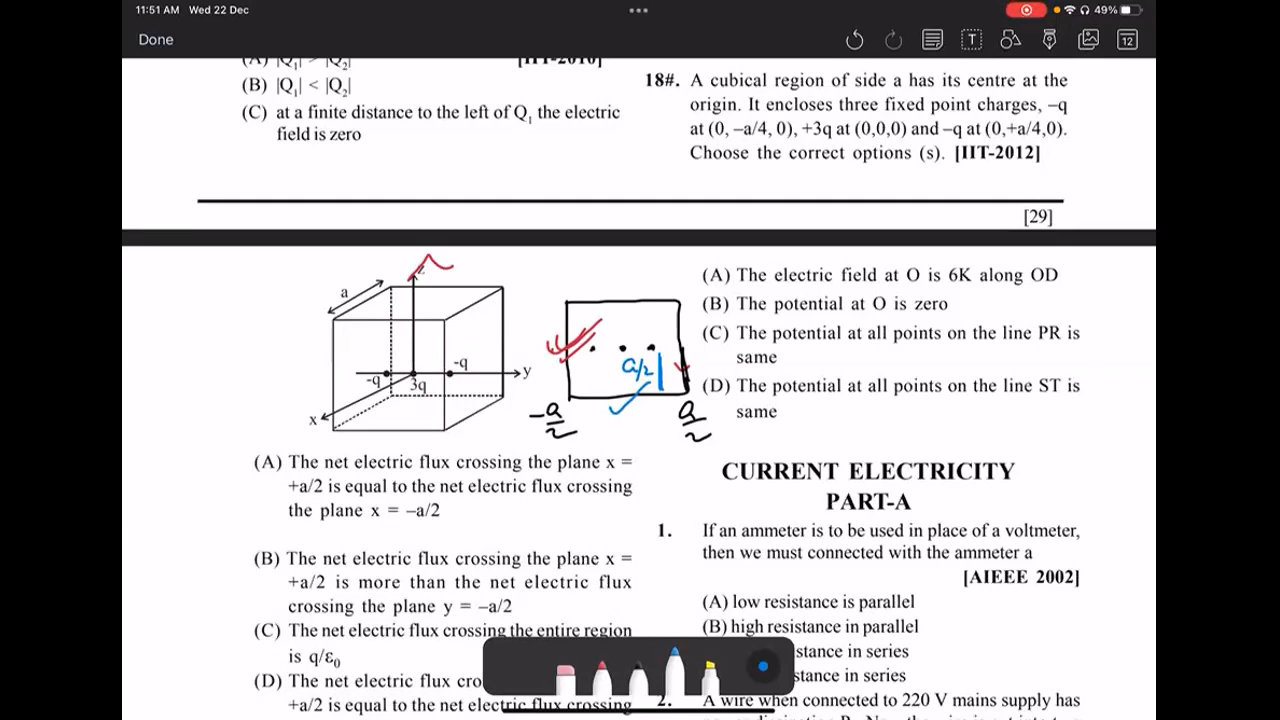 11:51 AM Wed 22 Dec
49%
Done
T
12
(A) |Q₁| > |Q₂|
[IIT-2010]
(B) |Q₁| < |Q₂|
(C) at a finite distance to the left of Q₁ the electric
field is zero
18#. A cubical region of side a has its centre at the
origin. It encloses three fixed point charges, –q
at (0, –a/4, 0), +3q at (0,0,0) and –q at (0,+a/4,0).
Choose the correct options (s). [IIT-2012]
[29]
a
z
-q
-q
3q
y
x
a/2
-a/2
a/2
(A) The net electric flux crossing the plane x =
+a/2 is equal to the net electric flux crossing
the plane x = –a/2
(B) The net electric flux crossing the plane x =
+a/2 is more than the net electric flux
crossing the plane y = –a/2
(C) The net electric flux crossing the entire region
is q/ε₀
(D) The net electric flux cro
+a/2 is equal to the net electric flux crossing
(A) The electric field at O is 6K along OD
(B) The potential at O is zero
(C) The potential at all points on the line PR is
same
(D) The potential at all points on the line ST is
same
CURRENT ELECTRICITY
PART-A
1. If an ammeter is to be used in place of a voltmeter,
then we must connected with the ammeter a
[AIEEE 2002]
(A) low resistance is parallel
(B) high resistance in parallel
stance in series
stance in series
2. A wire when connected to 220 V mains supply has